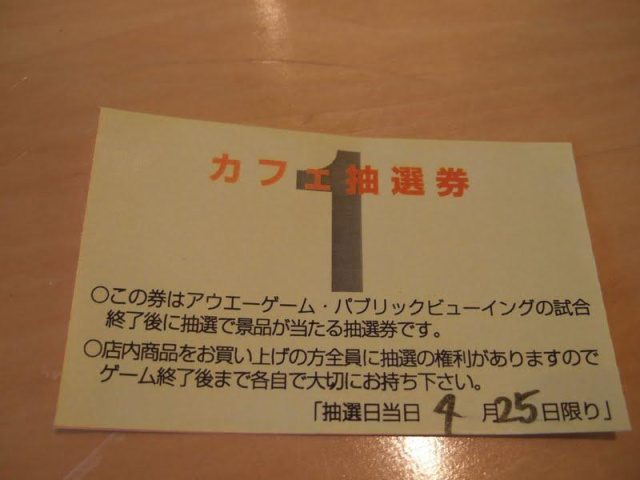 カフェ抽選券
1
○この券はアウエーゲーム・パブリックビューイングの試合
終了後に抽選で景品が当たる抽選券です。
○店内商品をお買い上げの方全員に抽選の権利がありますので
ゲーム終了後まで各自で大切にお持ち下さい。
「抽選日当日 4 月25日限り」